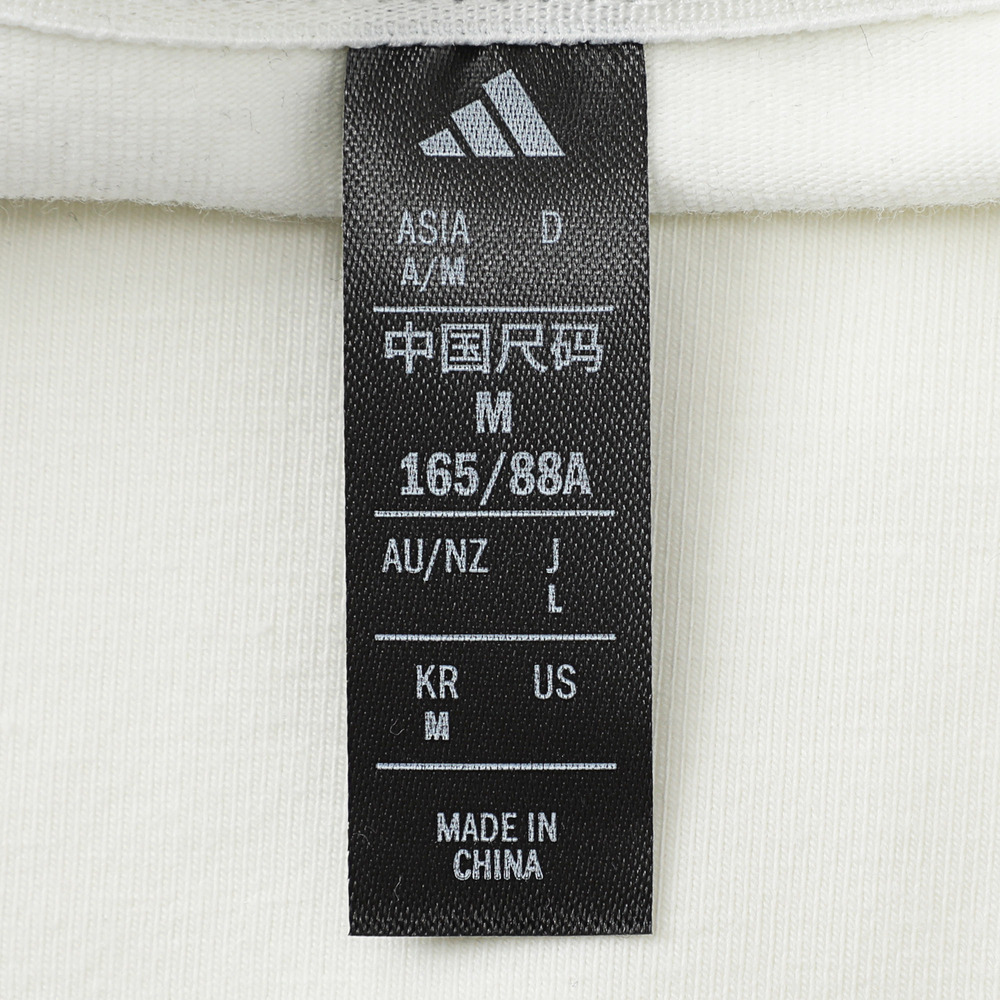 ASIA D
A/M
中国尺码
M
165/88A
AU/NZ J
L
KR US
M
MADE IN
CHINA